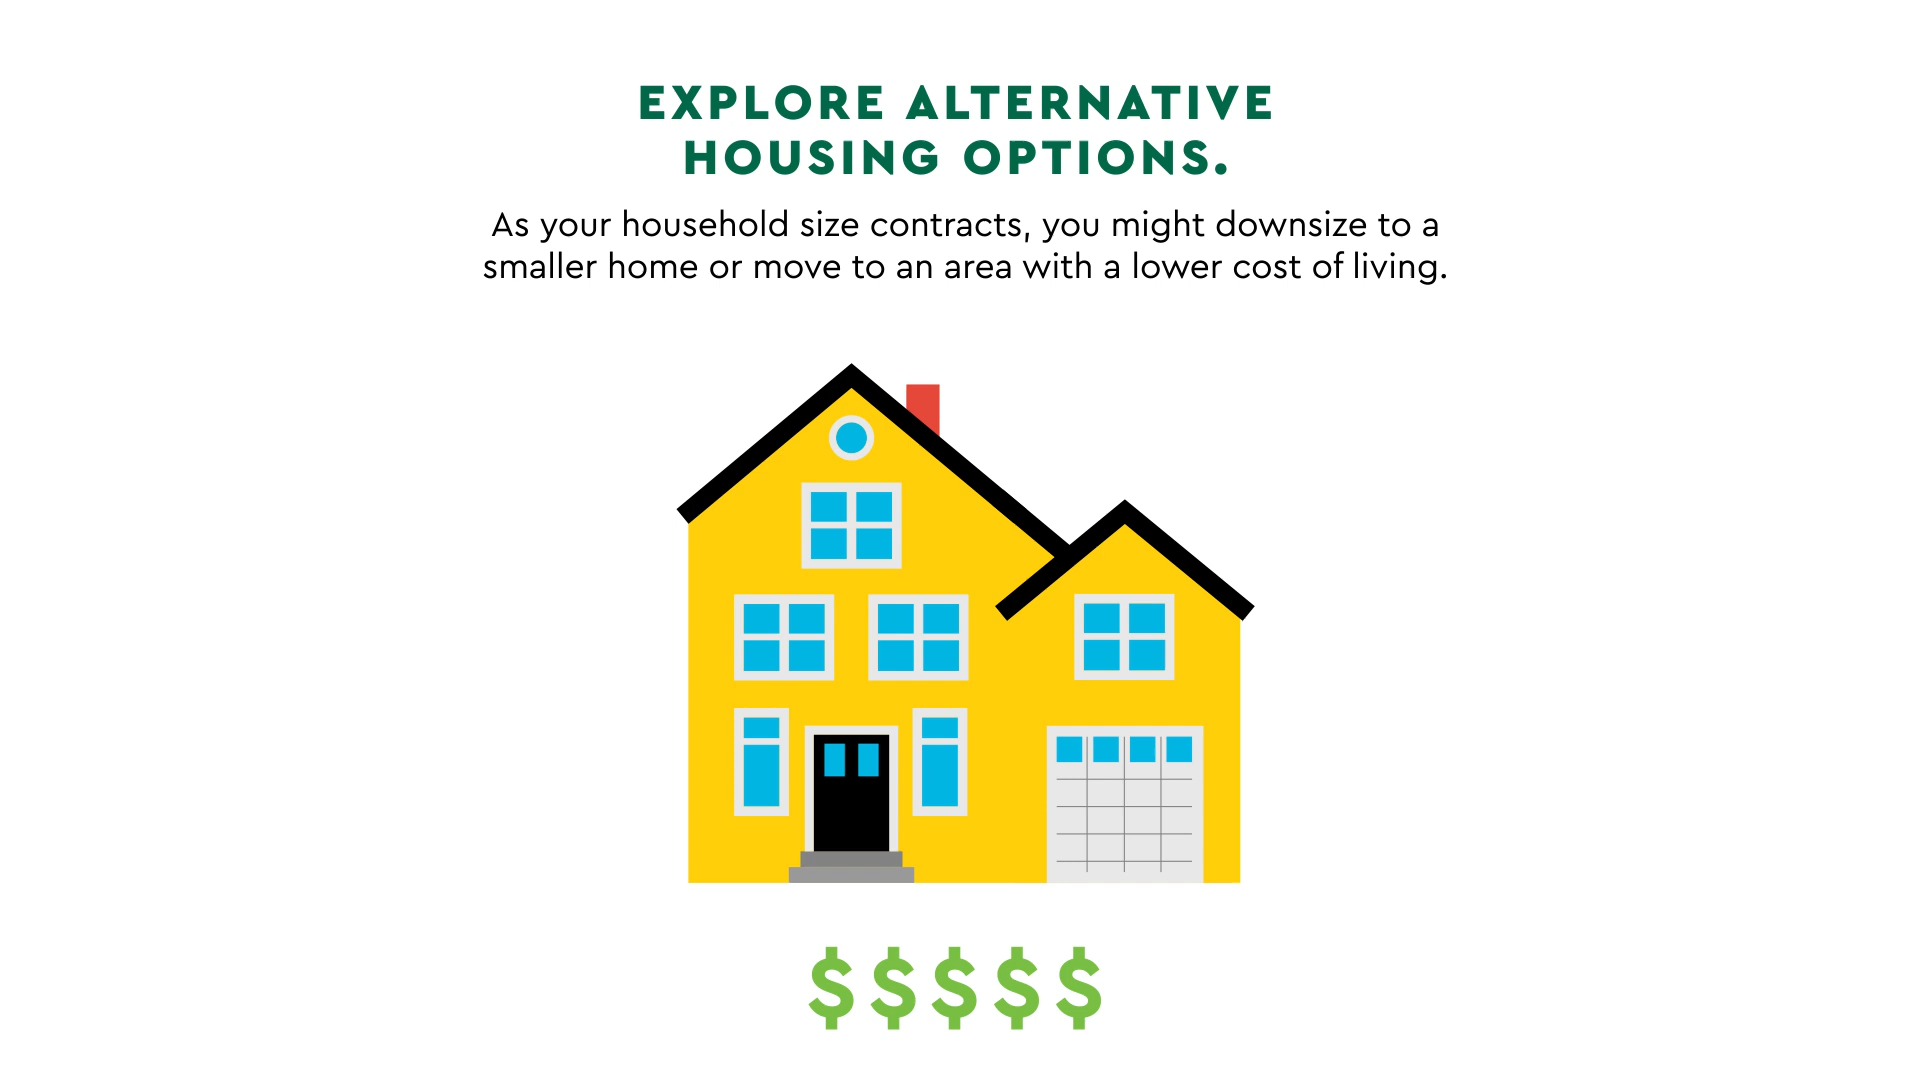 EXPLORE ALTERNATIVE
HOUSING OPTIONS.
As your household size contracts, you might downsize to a
smaller home or move to an area with a lower cost of living.
$$$$$